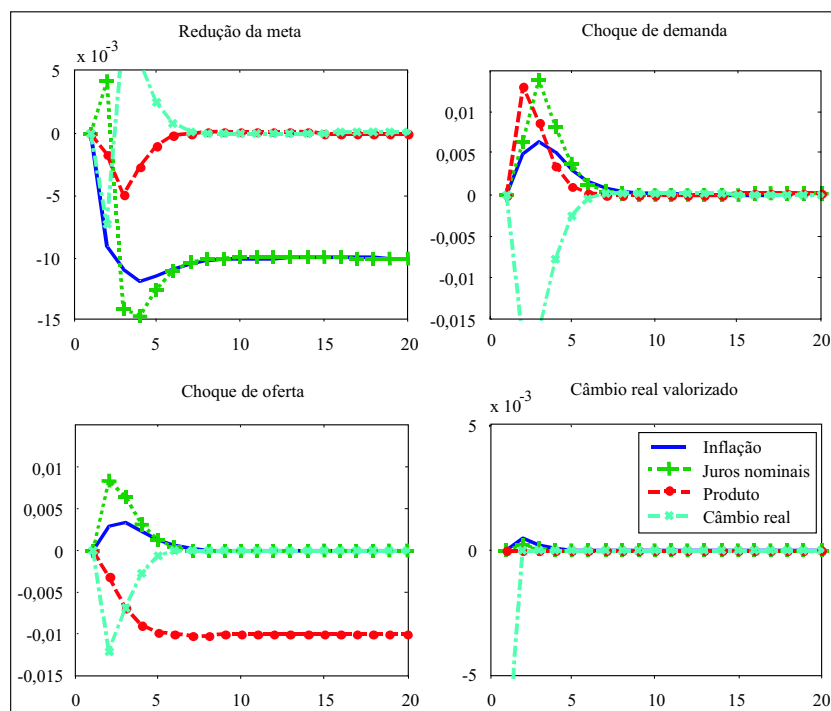 Redução da meta
x 10-3
5
0
-5
-10
-15
0 5 10 15 20
Choque de demanda
0,01
0,005
0
-0,005
-0,01
-0,015
0 5 10 15 20
Choque de oferta
0,01
0,005
0
-0,005
-0,01
-0,015
0 5 10 15 20
Câmbio real valorizado
x 10-3
5
Inflação
Juros nominais
Produto
Câmbio real
0
-5
0 5 10 15 20